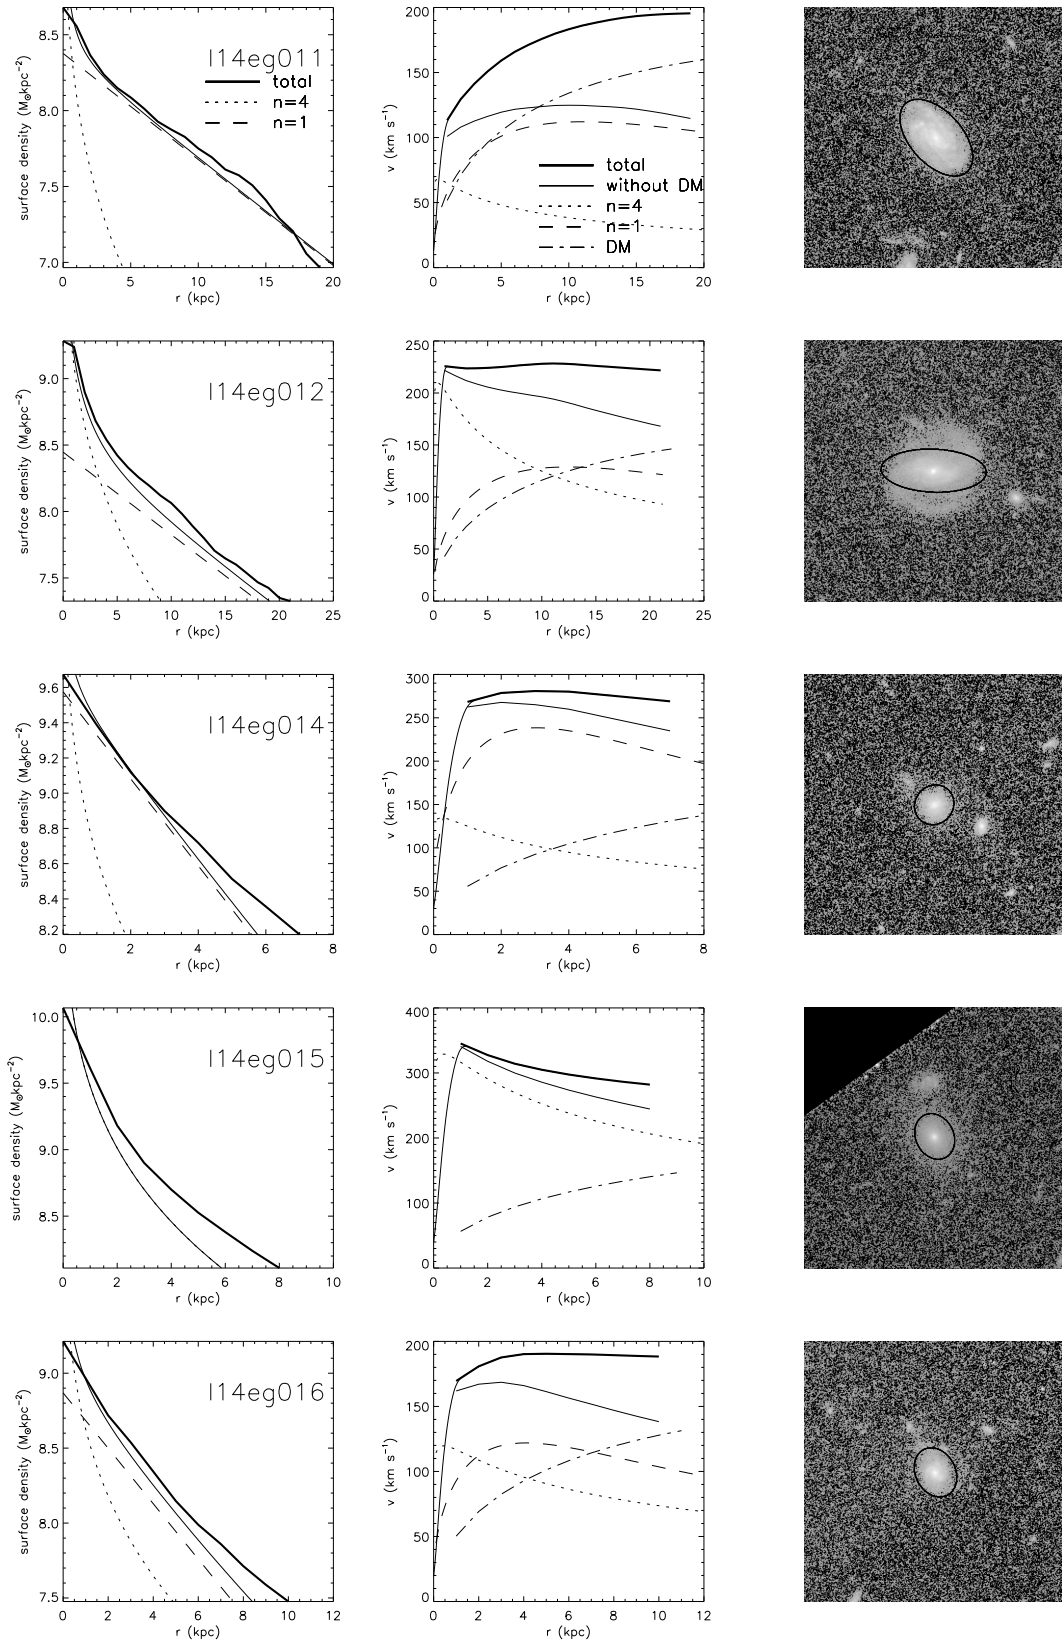 surface density (M⊙kpc⁻²)
8.5
8.0
7.5
7.0
I14eg011
total
n=4
n=1
0 5 10 15 20
r (kpc)
v (km s⁻¹)
200
150
100
50
0
total
without DM
n=4
n=1
DM
0 5 10 15 20
r (kpc)
surface density (M⊙kpc⁻²)
9.0
8.5
8.0
7.5
I14eg012
0 5 10 15 20 25
r (kpc)
v (km s⁻¹)
250
200
150
100
50
0
0 5 10 15 20 25
r (kpc)
surface density (M⊙kpc⁻²)
9.6
9.4
9.2
9.0
8.8
8.6
8.4
8.2
I14eg014
0 2 4 6 8
r (kpc)
v (km s⁻¹)
300
250
200
150
100
50
0
0 2 4 6 8
r (kpc)
surface density (M⊙kpc⁻²)
10.0
9.5
9.0
8.5
I14eg015
0 2 4 6 8 10
r (kpc)
v (km s⁻¹)
400
300
200
100
0
0 2 4 6 8 10
r (kpc)
surface density (M⊙kpc⁻²)
9.0
8.5
8.0
7.5
I14eg016
0 2 4 6 8 10 12
r (kpc)
v (km s⁻¹)
200
150
100
50
0
0 2 4 6 8 10 12
r (kpc)